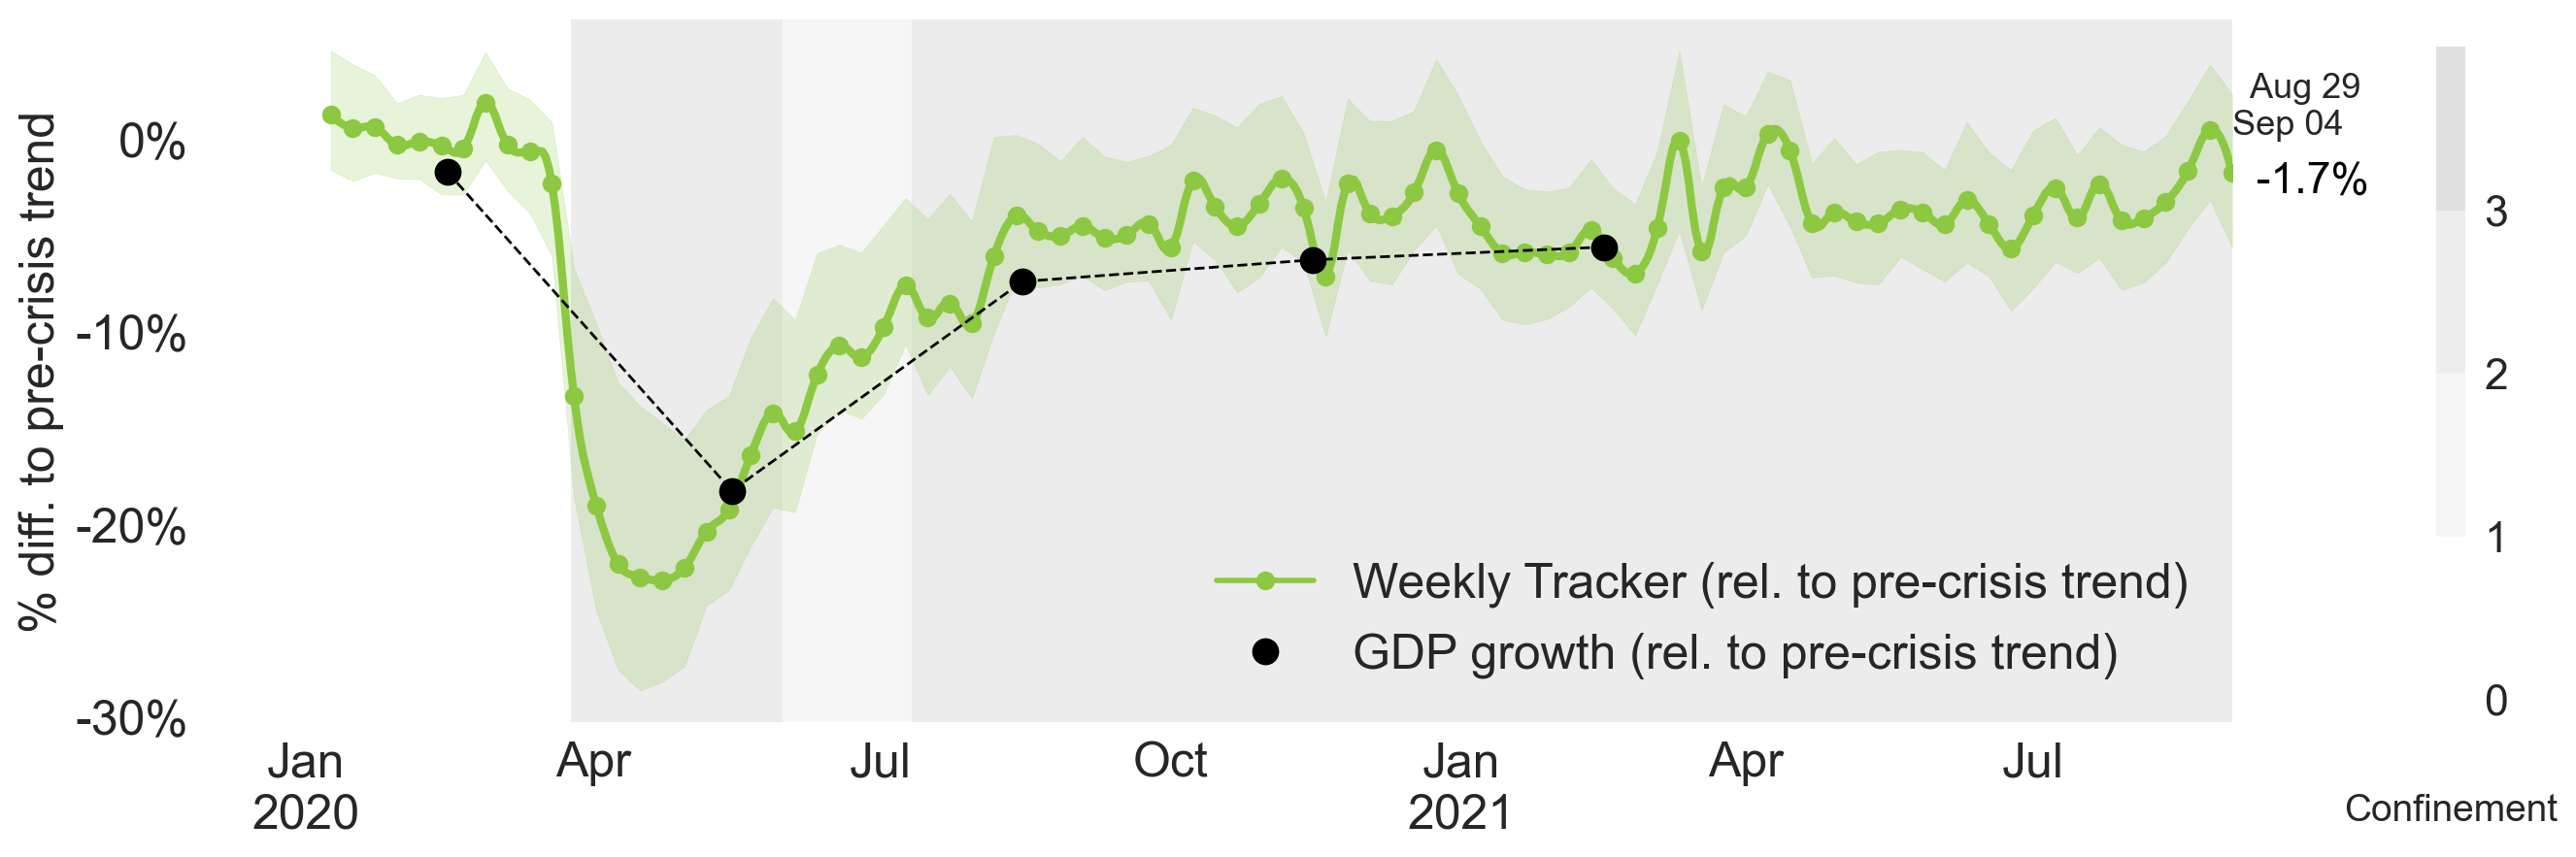 % diff. to pre-crisis trend
0%
-10%
-20%
-30%
Jan
2020
Apr
Jul
Oct
Jan
2021
Apr
Jul
Weekly Tracker (rel. to pre-crisis trend)
GDP growth (rel. to pre-crisis trend)
Aug 29
Sep 04
-1.7%
3
2
1
0
Confinement